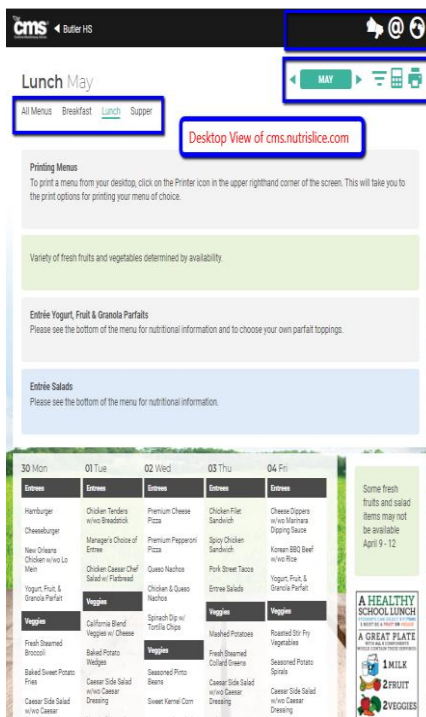 cms
Butler HS
Lunch May
MAY
All Menus Breakfast Lunch Supper
Desktop View of cms.nutrislice.com
Printing Menus
To print a menu from your desktop, click on the Printer icon in the upper righthand corner of the screen. This will take you to
the print options for printing your menu of choice.
Variety of fresh fruits and vegetables determined by availability.
Entrée Yogurt, Fruit & Granola Parfaits
Please see the bottom of the menu for nutritional information and to choose your own parfait toppings.
Entrée Salads
Please see the bottom of the menu for nutritional information.
30 Mon
Entrees
Hamburger
Cheeseburger
New Orleans
Chicken w/wo Lo
Mein
Yogurt, Fruit, &
Granola Parfait
Veggies
Fresh Steamed
Broccoli
Baked Sweet Potato
Fries
Caesar Side Salad
w/wo Caesar
01 Tue
Entrees
Chicken Tenders
w/wo Breadstick
Manager's Choice of
Entree
Chicken Caesar Chef
Salad w/ Flatbread
Veggies
California Blend
Veggies w/ Cheese
Baked Potato
Wedges
Caesar Side Salad
w/wo Caesar
Dressing
02 Wed
Entrees
Premium Cheese
Pizza
Premium Pepperoni
Pizza
Queso Nachos
Chicken & Queso
Nachos
Spinach Dip w/
Tortilla Chips
Veggies
Seasoned Pinto
Beans
Sweet Kernel Corn
03 Thu
Entrees
Chicken Filet
Sandwich
Spicy Chicken
Sandwich
Pork Street Tacos
Entree Salads
Veggies
Mashed Potatoes
Fresh Steamed
Collard Greens
Caesar Side Salad
w/wo Caesar
Dressing
04 Fri
Entrees
Cheese Dippers
w/wo Marinara
Dipping Sauce
Korean BBQ Beef
w/wo Rice
Yogurt, Fruit, &
Granola Parfait
Veggies
Roasted Stir Fry
Vegetables
Seasoned Potato
Spirals
Caesar Side Salad
w/wo Caesar
Dressing
Some fresh
fruits and salad
items may not
be available
April 9 - 12
A HEALTHY
SCHOOL LUNCH
A GREAT PLATE
1 MILK
2 FRUIT
2 VEGGIES